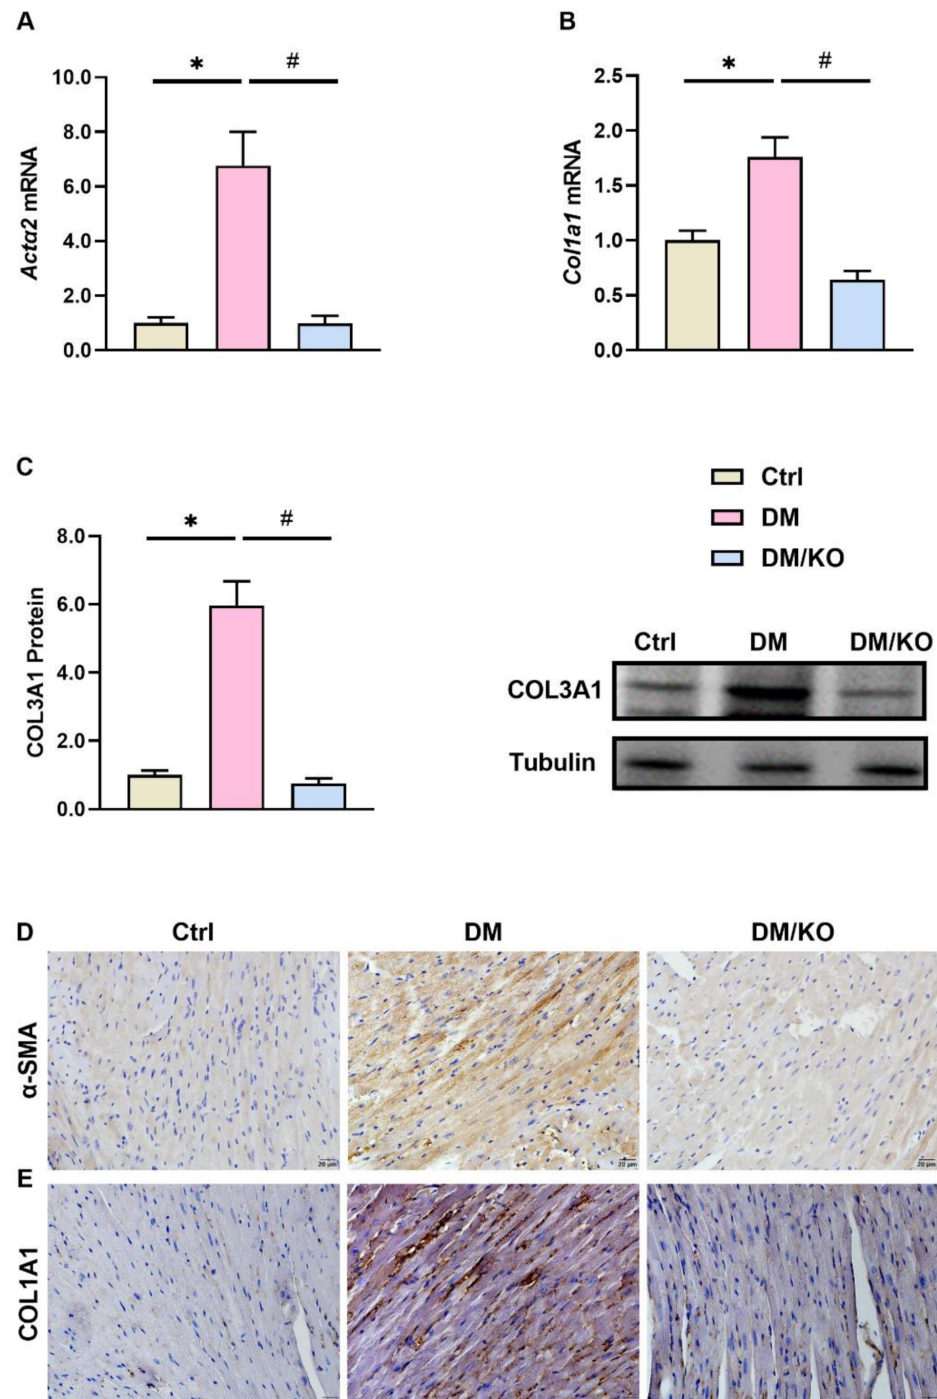 A
*
#
10.0
8.0
6.0
4.0
2.0
0.0
Actα2 mRNA
B
*
#
2.5
2.0
1.5
1.0
0.5
0.0
Col1a1 mRNA
C
*
#
8.0
6.0
4.0
2.0
0.0
COL3A1 Protein
Ctrl
DM
DM/KO
Ctrl DM DM/KO
COL3A1
Tubulin
D Ctrl DM DM/KO
α-SMA
20 µm
20 µm
20 µm
E
COL1A1